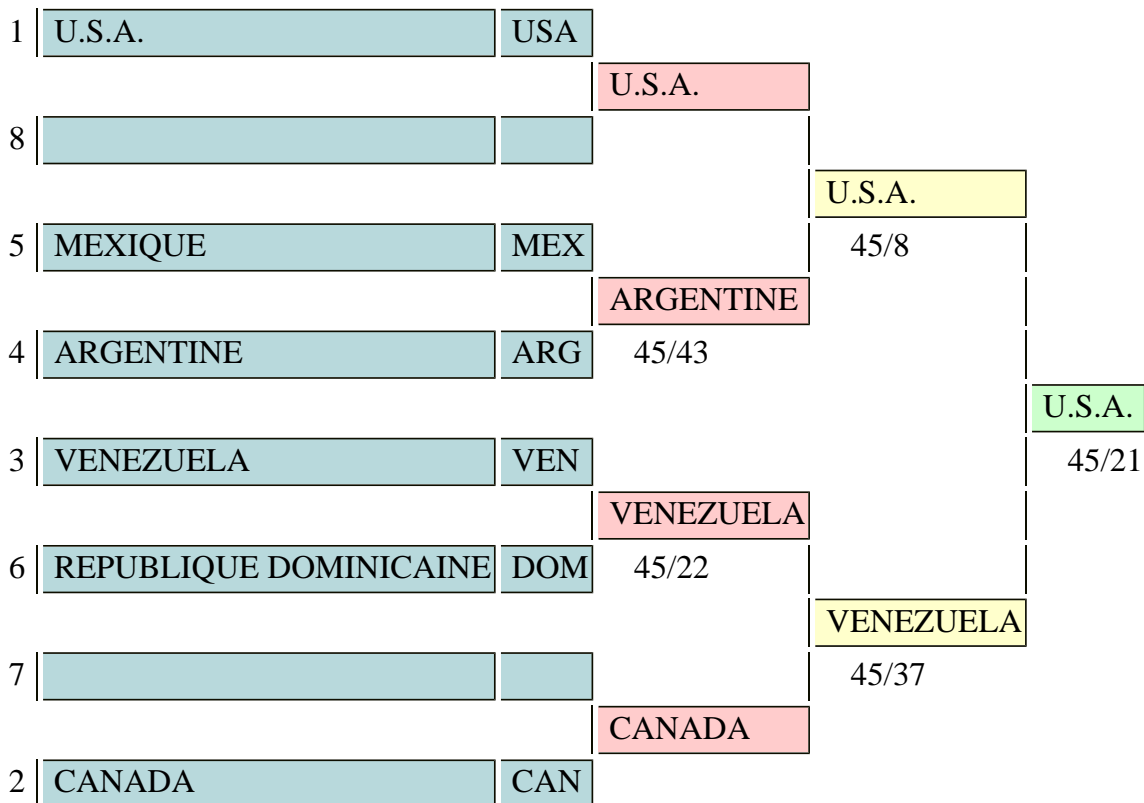 1 U.S.A. USA
U.S.A.
8
U.S.A.
5 MEXIQUE MEX 45/8
ARGENTINE
4 ARGENTINE ARG 45/43
U.S.A.
3 VENEZUELA VEN 45/21
VENEZUELA
6 REPUBLIQUE DOMINICAINE DOM 45/22
VENEZUELA
7 45/37
CANADA
2 CANADA CAN